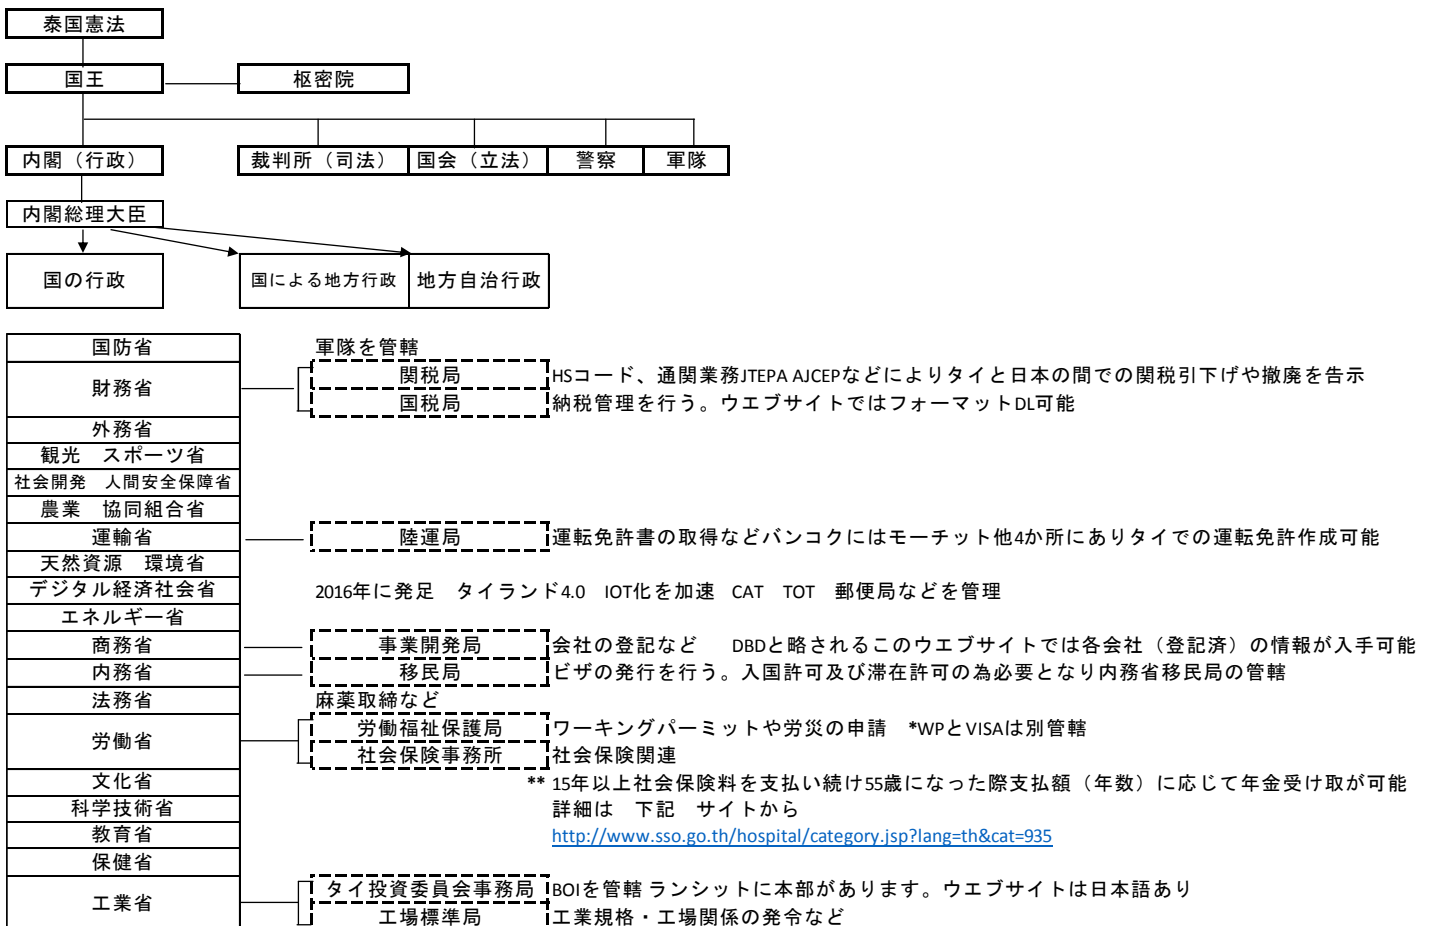 泰国憲法
国王
枢密院
内閣（行政）
裁判所（司法）
国会（立法）
警察
軍隊
内閣総理大臣
国の行政
国による地方行政
地方自治行政
国防省
軍隊を管轄
財務省
関税局
HSコード、通関業務JTEPA AJCEPなどによりタイと日本の間での関税引下げや撤廃を告示
国税局
納税管理を行う。ウエブサイトではフォーマットDL可能
外務省
観光　スポーツ省
社会開発　人間安全保障省
農業　協同組合省
運輸省
陸運局
運転免許書の取得などバンコクにはモーチット他4か所にありタイでの運転免許作成可能
天然資源　環境省
デジタル経済社会省
2016年に発足　タイランド4.0　IOT化を加速　CAT　TOT　郵便局などを管理
エネルギー省
商務省
事業開発局
会社の登記など　　DBDと略されるこのウエブサイトでは各会社（登記済）の情報が入手可能
内務省
移民局
ビザの発行を行う。入国許可及び滞在許可の為必要となり内務省移民局の管轄
法務省
麻薬取締など
労働省
労働福祉保護局
ワーキングパーミットや労災の申請　*WPとVISAは別管轄
社会保険事務所
社会保険関連
文化省
** 15年以上社会保険料を支払い続け55歳になった際支払額（年数）に応じて年金受け取が可能
科学技術省
詳細は　下記　サイトから
教育省
http://www.sso.go.th/hospital/category.jsp?lang=th&cat=935
保健省
工業省
タイ投資委員会事務局
BOIを管轄 ランシットに本部があります。ウエブサイトは日本語あり
工場標準局
工業規格・工場関係の発令など